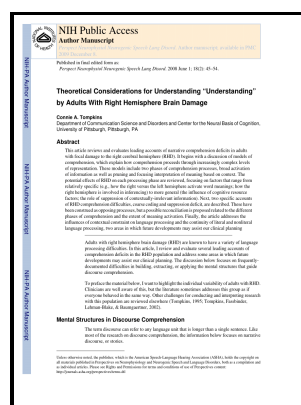 NIH Public Access
Author Manuscript
Published in final edited form as:
Perspect Neurophysiol Neurogenic Speech Lang Disord. 2008 June 1; 18(2): 45–54.
Theoretical Considerations for Understanding "Understanding"
by Adults With Right Hemisphere Brain Damage
Connie A. Tompkins
Department of Communication Science and Disorders and Center for the Neural Basis of Cognition,
University of Pittsburgh, Pittsburgh, PA
Abstract
This article reviews and evaluates leading accounts of narrative comprehension deficits in adults
with focal damage to the right cerebral hemisphere (RHD). It begins with a discussion of models of
comprehension, which explain how comprehension proceeds through increasingly complex levels
of representation. These models include two phases of comprehension processes, broad activation
of information as well as pruning and focusing interpretation of meaning based on context. The
potential effects of RHD on each processing phase are reviewed, focusing on factors that range from
relatively specific (e.g., how the right versus the left hemisphere activate word meanings; how the
right hemisphere is involved in inferencing) to more general (the influence of cognitive resource
factors; the role of suppression of contextually-irrelevant information). Next, two specific accounts
of RHD comprehension difficulties, coarse coding and suppression deficit, are described. These have
been construed as opposing processes, but a possible reconciliation is proposed related to the different
phases of comprehension and the extent of meaning activation. Finally, the article addresses the
influences of contextual constraint on language processing and the continuity of literal and nonliteral
language processing, two areas in which future developments may assist our clinical planning.
Adults with right hemisphere brain damage (RHD) are known to have a variety of language
processing difficulties. In this article, I review and evaluate several leading accounts of
comprehension deficits in the RHD population and address some areas in which future
developments may assist our clinical planning. The discussion below focuses on frequently-
documented difficulties in building, extracting, or applying the mental structures that guide
discourse comprehension.
To preface the material below, I want to highlight the individual variability of adults with RHD.
Clinicians are well aware of this, but the literature sometimes addresses this group as if
everyone behaved in the same way. Other challenges for conducting and interpreting research
with this population are reviewed elsewhere (Tompkins, 1995; Tompkins, Fassbinder,
Lehman-Blake, & Baumgaertner, 2002).
Mental Structures in Discourse Comprehension
The term discourse can refer to any language unit that is longer than a single sentence. Like
most of the research on discourse comprehension, the information below focuses on narrative
discourse, or stories.
NIH-PA Author Manuscript
NIH-PA Author Manuscript
NIH-PA Author Manuscript